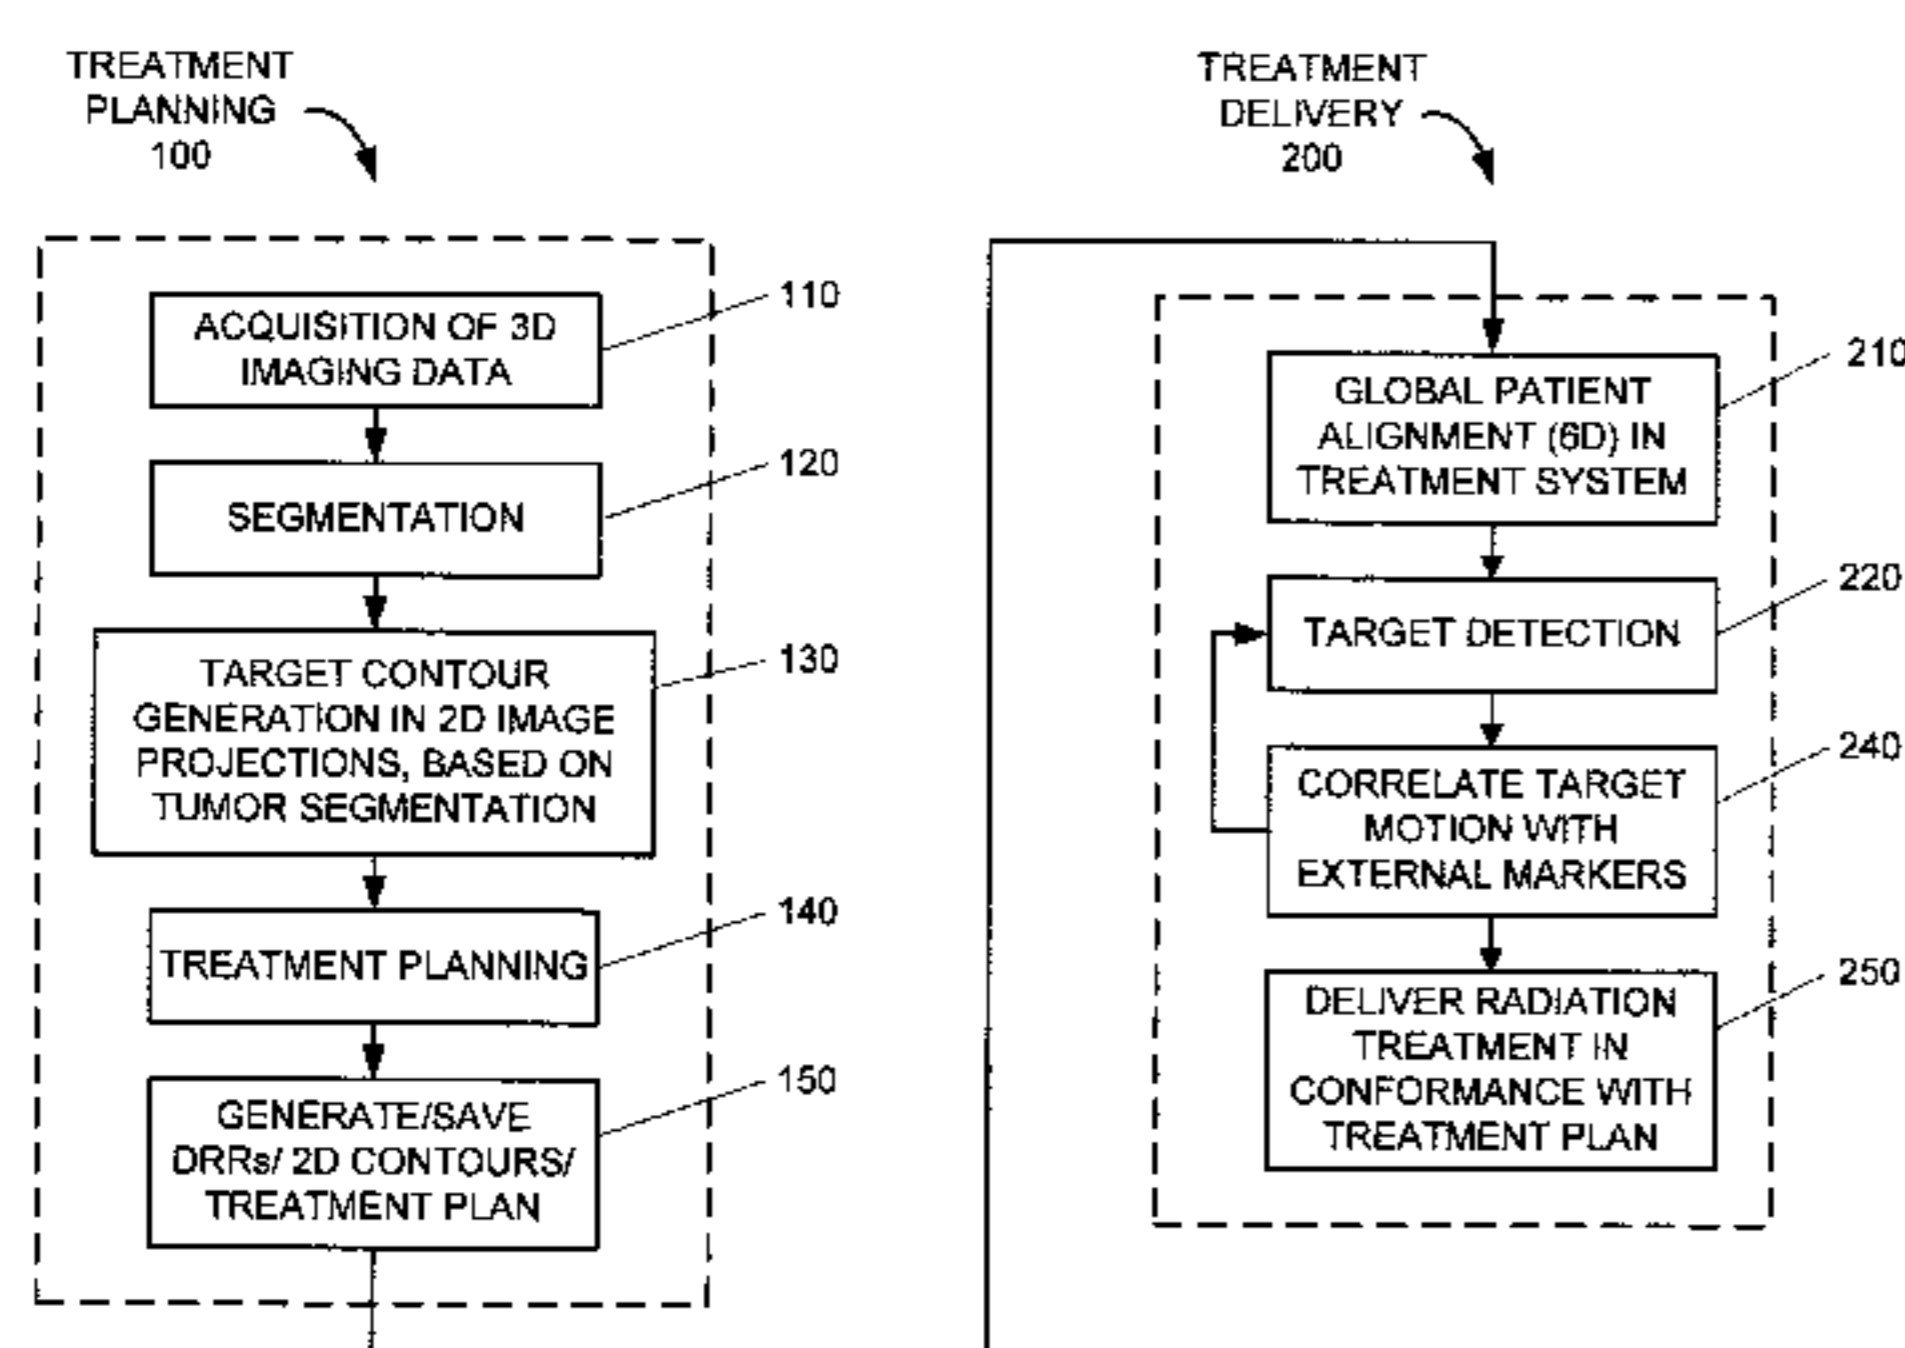 TREATMENT
PLANNING
100
ACQUISITION OF 3D
IMAGING DATA
110
SEGMENTATION
120
TARGET CONTOUR
GENERATION IN 2D IMAGE
PROJECTIONS, BASED ON
TUMOR SEGMENTATION
130
TREATMENT PLANNING
140
GENERATE/SAVE
DRRs/ 2D CONTOURS/
TREATMENT PLAN
150
TREATMENT
DELIVERY
200
GLOBAL PATIENT
ALIGNMENT (6D) IN
TREATMENT SYSTEM
210
TARGET DETECTION
220
CORRELATE TARGET
MOTION WITH
EXTERNAL MARKERS
240
DELIVER RADIATION
TREATMENT IN
CONFORMANCE WITH
TREATMENT PLAN
250